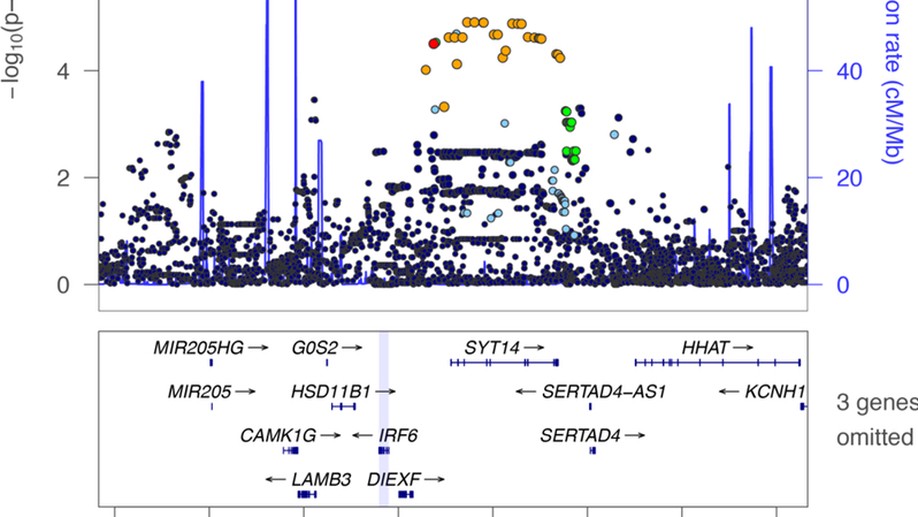 −log10(p−
4
2
0
40
20
0
on rate (cM/Mb)
MIR205HG → G0S2 → SYT14 → HHAT →
MIR205 → HSD11B1 → ← SERTAD4−AS1 ← KCNH1
3 genes
CAMK1G → ← IRF6 SERTAD4 →
omitted
← LAMB3 DIEXF →